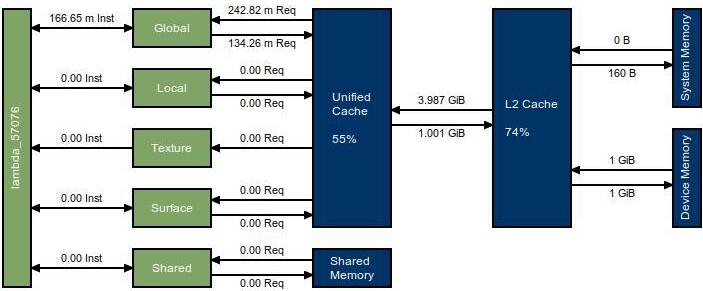 lambda_57076
166.65 m Inst
Global
242.82 m Req
134.26 m Req
0.00 Inst
Local
0.00 Req
0.00 Req
0.00 Inst
Texture
0.00 Req
0.00 Inst
Surface
0.00 Req
0.00 Req
0.00 Inst
Shared
0.00 Req
0.00 Req
Unified
Cache
55%
Shared
Memory
3.987 GiB
1.001 GiB
L2 Cache
74%
0 B
160 B
System Memory
1 GiB
1 GiB
Device Memory